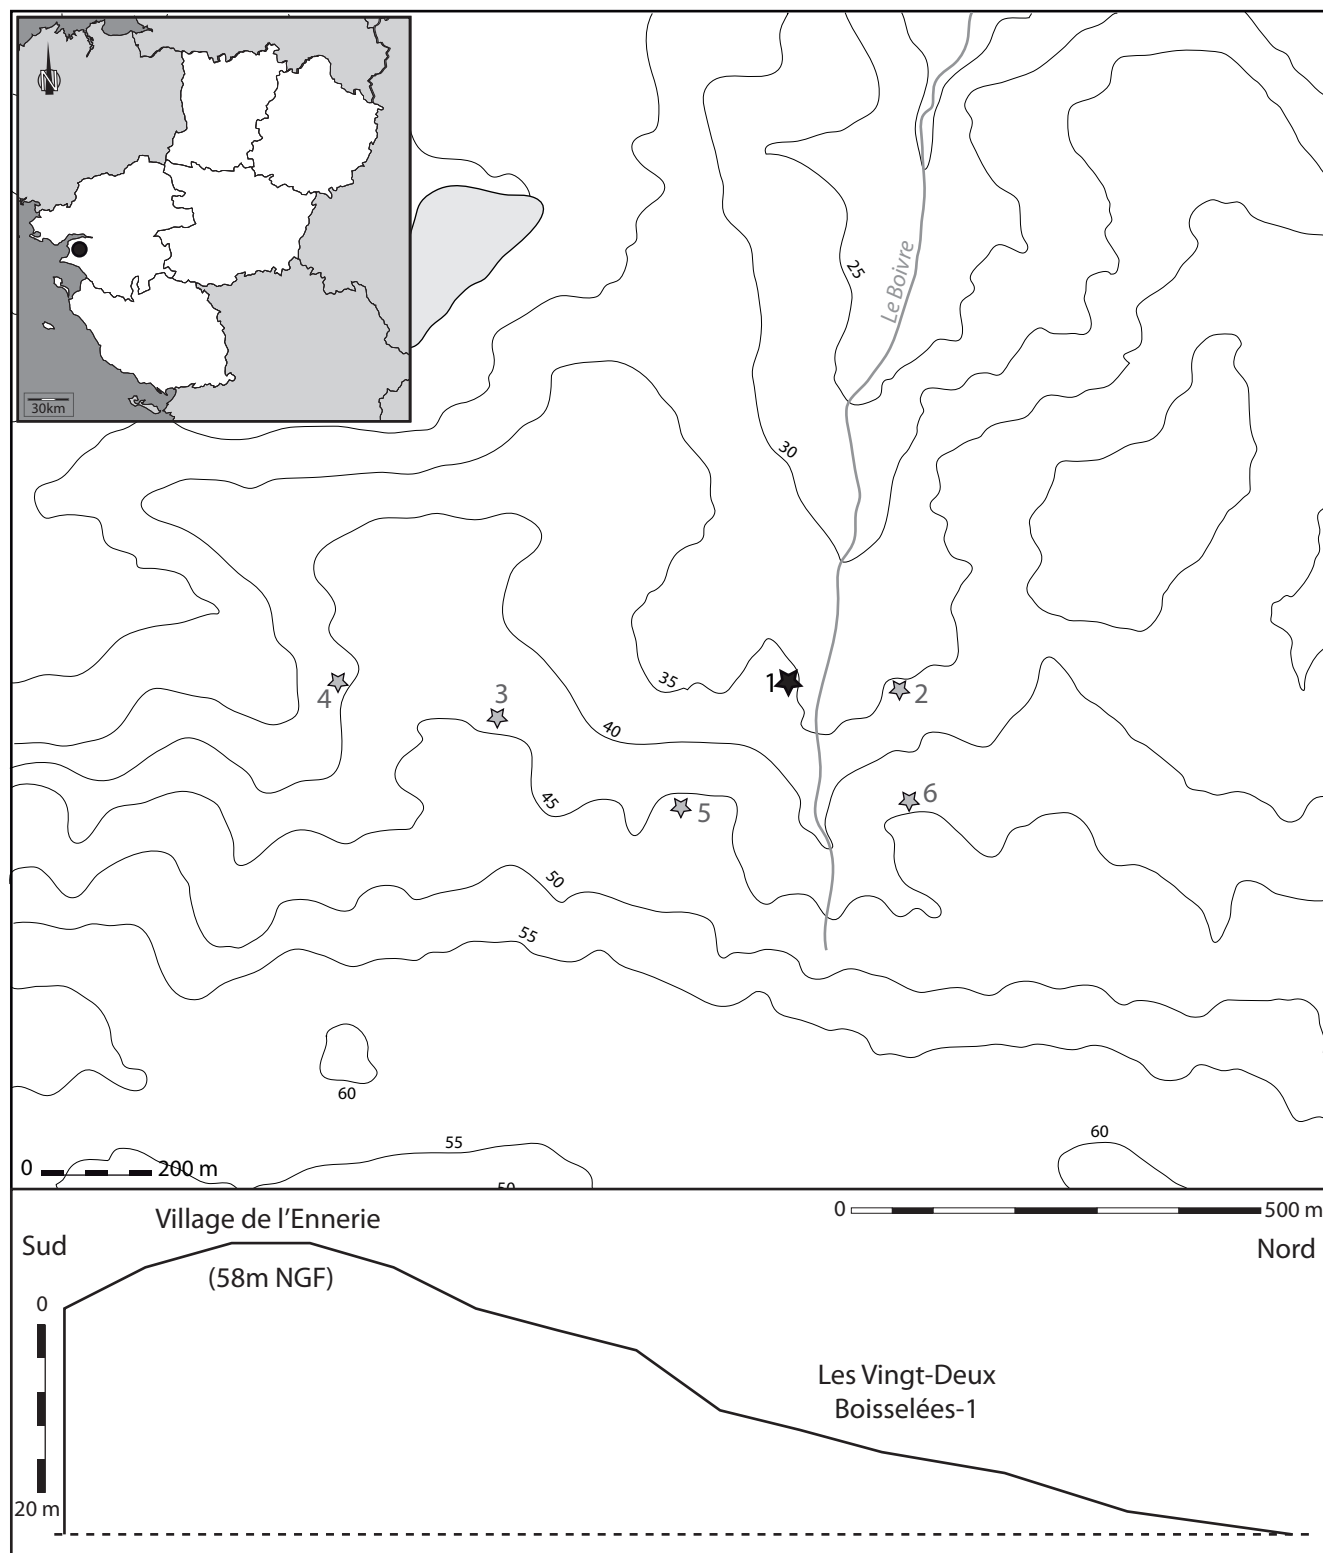 N
30km
Le Boivre
25
30
35
1
2
3
4
40
45
5
6
50
55
60
55
60
50
0
200 m
Village de l’Ennerie
(58m NGF)
0
500 m
Sud
Nord
0
20 m
Les Vingt-Deux
Boisselées-1